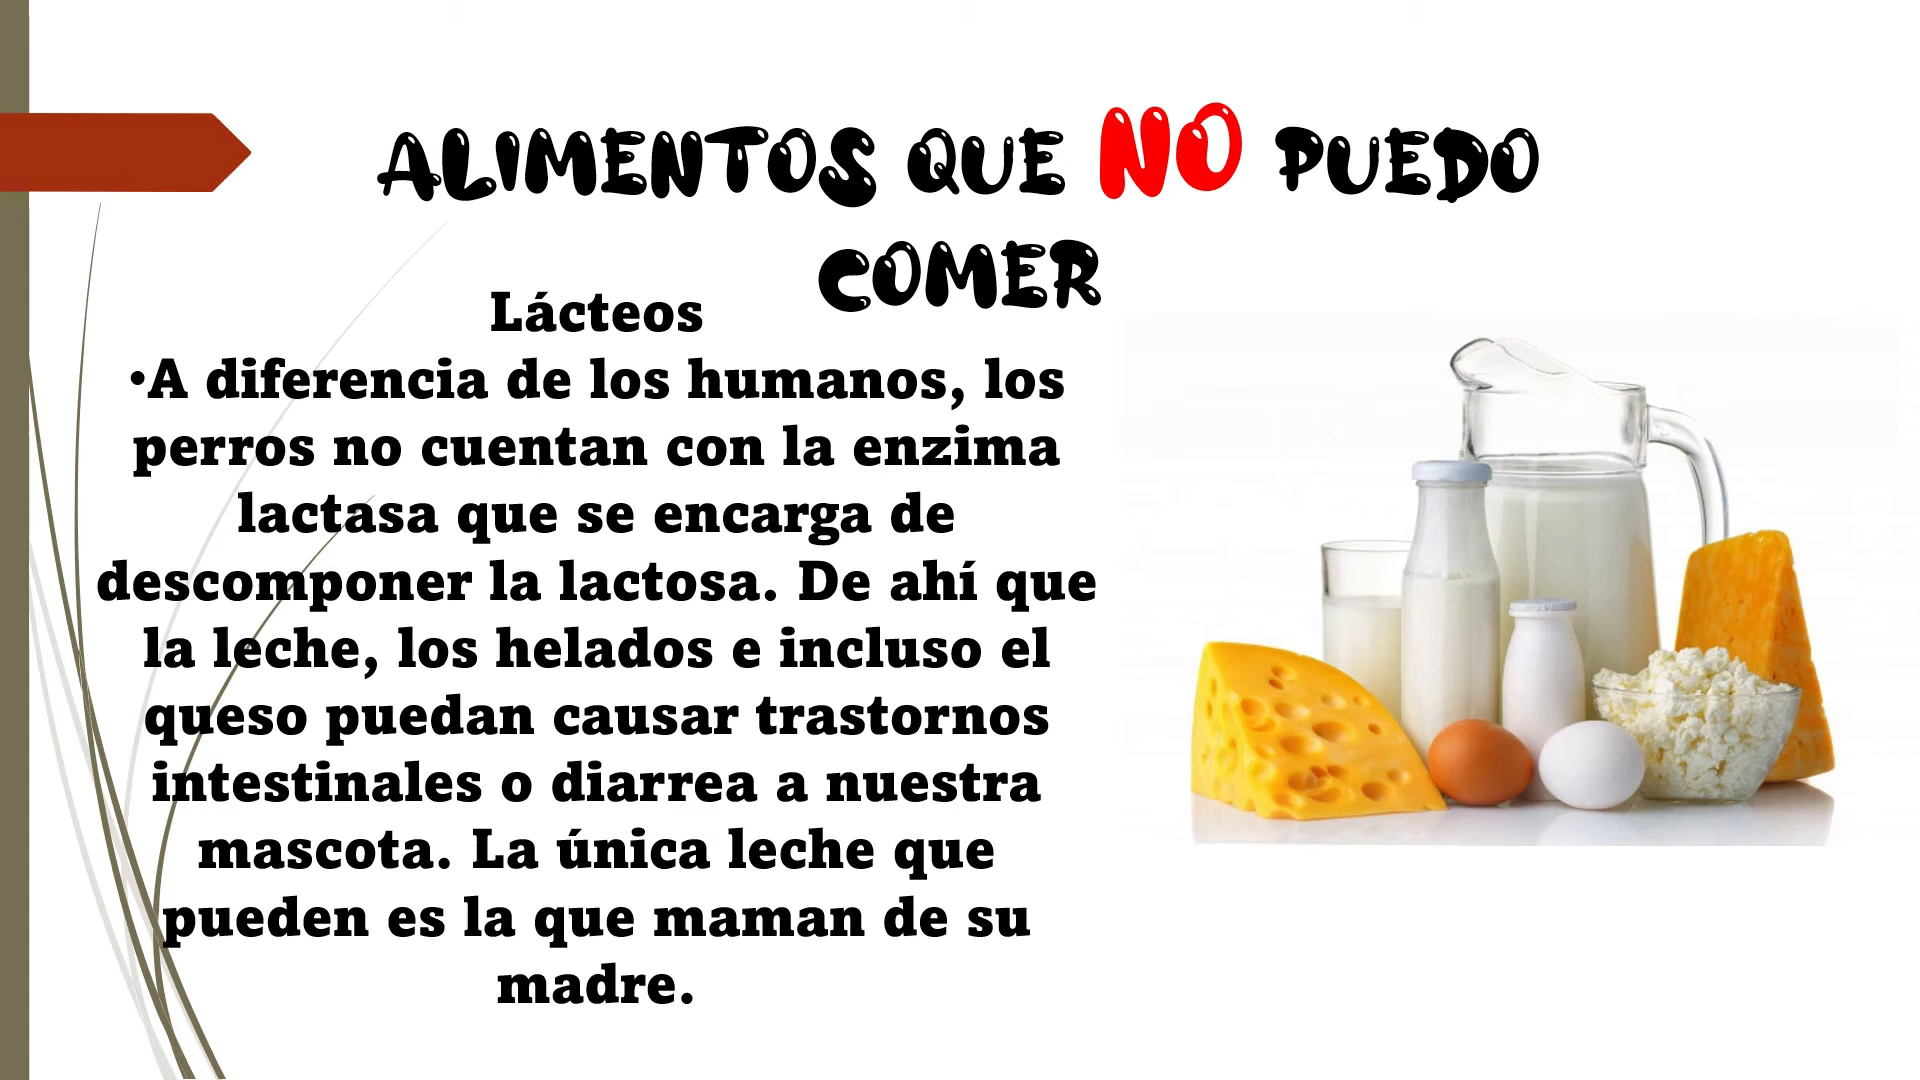 ALIMENTOS QUE NO PUEDO
COMER
Lácteos
•A diferencia de los humanos, los
perros no cuentan con la enzima
lactasa que se encarga de
descomponer la lactosa. De ahí que
la leche, los helados e incluso el
queso puedan causar trastornos
intestinales o diarrea a nuestra
mascota. La única leche que
pueden es la que maman de su
madre.